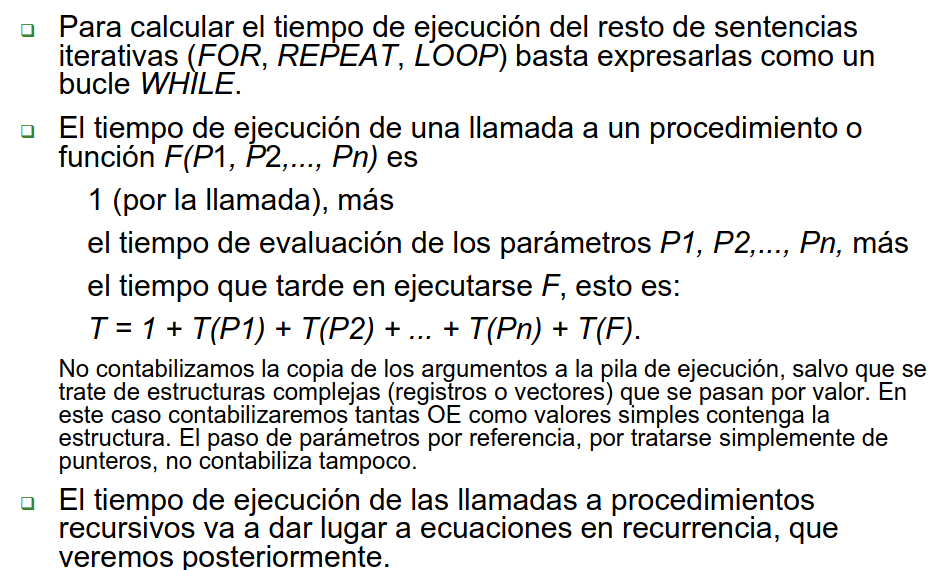 Para calcular el tiempo de ejecución del resto de sentencias
iterativas (FOR, REPEAT, LOOP) basta expresarlas como un
bucle WHILE.
El tiempo de ejecución de una llamada a un procedimiento o
función F(P1, P2,..., Pn) es
1 (por la llamada), más
el tiempo de evaluación de los parámetros P1, P2,..., Pn, más
el tiempo que tarde en ejecutarse F, esto es:
T = 1 + T(P1) + T(P2) + ... + T(Pn) + T(F).
No contabilizamos la copia de los argumentos a la pila de ejecución, salvo que se
trate de estructuras complejas (registros o vectores) que se pasan por valor. En
este caso contabilizaremos tantas OE como valores simples contenga la
estructura. El paso de parámetros por referencia, por tratarse simplemente de
punteros, no contabiliza tampoco.
El tiempo de ejecución de las llamadas a procedimientos
recursivos va a dar lugar a ecuaciones en recurrencia, que
veremos posteriormente.